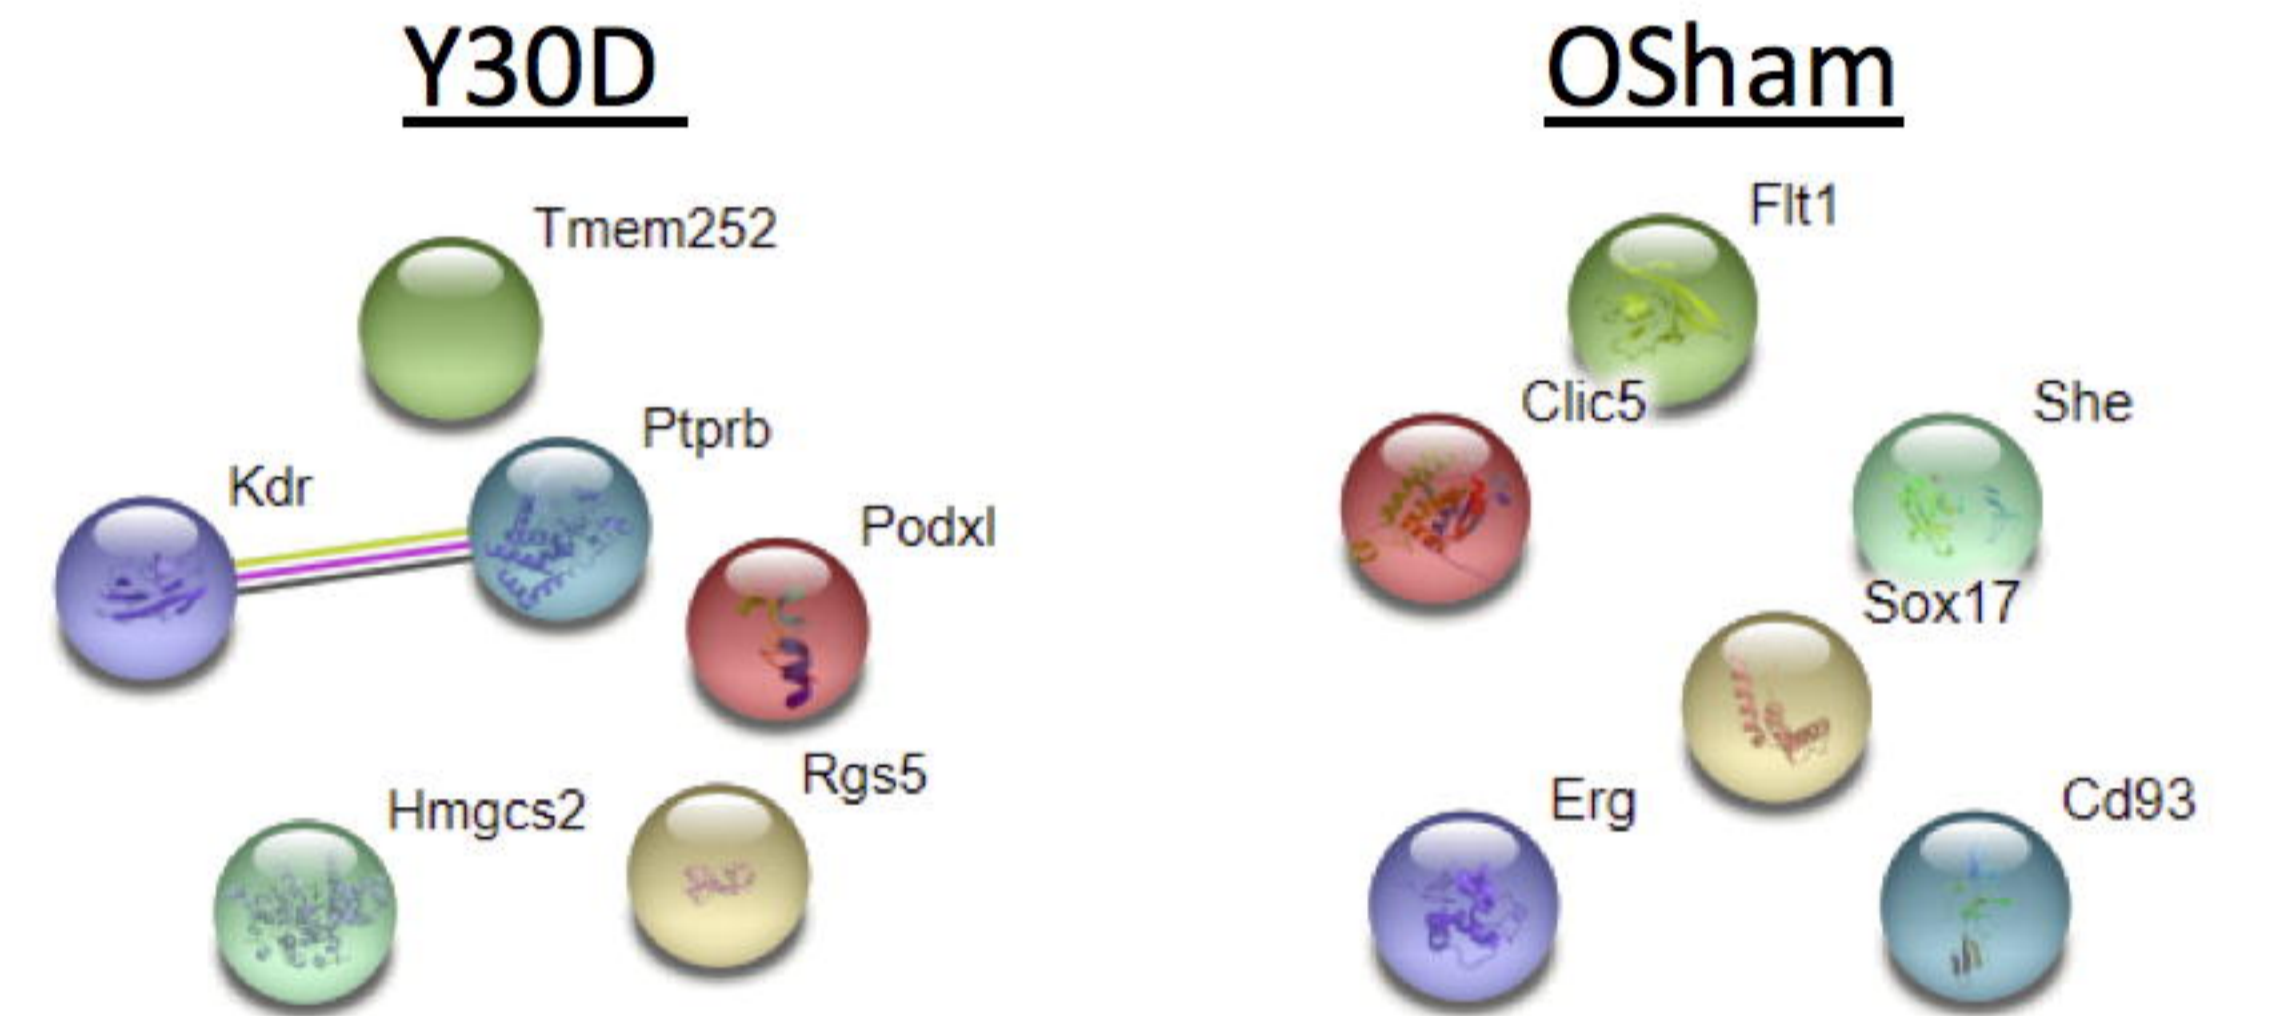 Y30D
OSham
Tmem252
Ptprb
Kdr
Podxl
Rgs5
Hmgcs2
Flt1
Clic5
She
Sox17
Erg
Cd93